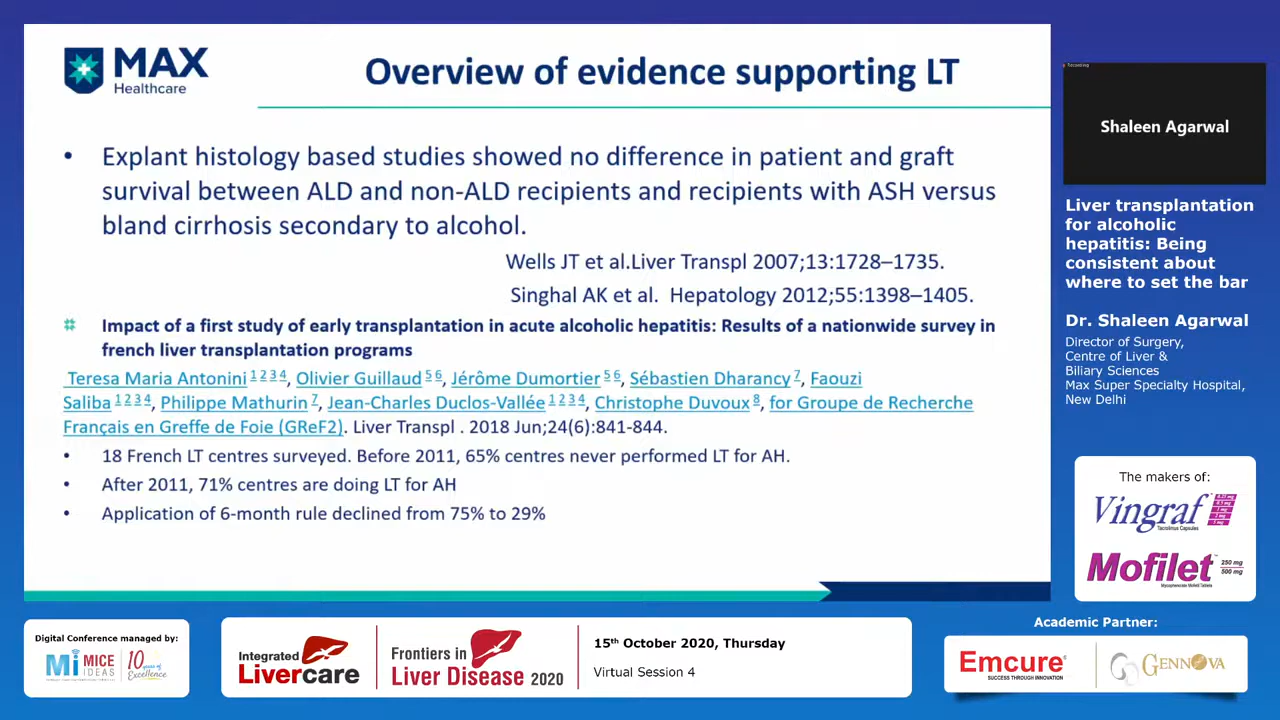 MAX
Healthcare
Overview of evidence supporting LT
• Explant histology based studies showed no difference in patient and graft
survival between ALD and non-ALD recipients and recipients with ASH versus
bland cirrhosis secondary to alcohol.
Wells JT et al.Liver Transpl 2007;13:1728–1735.
Singhal AK et al. Hepatology 2012;55:1398–1405.
Impact of a first study of early transplantation in acute alcoholic hepatitis: Results of a nationwide survey in
french liver transplantation programs
Teresa Maria Antonini 1 2 3 4, Olivier Guillaud 5 6, Jérôme Dumortier 5 6, Sébastien Dharancy 7, Faouzi
Saliba 1 2 3 4, Philippe Mathurin 7, Jean-Charles Duclos-Vallée 1 2 3 4, Christophe Duvoux 8, for Groupe de Recherche
Français en Greffe de Foie (GReF2). Liver Transpl . 2018 Jun;24(6):841-844.
• 18 French LT centres surveyed. Before 2011, 65% centres never performed LT for AH.
• After 2011, 71% centres are doing LT for AH
• Application of 6-month rule declined from 75% to 29%
Recording
Shaleen Agarwal
Liver transplantation
for alcoholic
hepatitis: Being
consistent about
where to set the bar
Dr. Shaleen Agarwal
Director of Surgery,
Centre of Liver &
Biliary Sciences
Max Super Specialty Hospital,
New Delhi
The makers of:
Vingraf
Tacrolimus Capsules
Mofilet
250 mg
500 mg
Mycophenolate Mofetil Tablets
Digital Conference managed by:
Mi MICE
IDEAS
10 years of
Excellence
Integrated
Livercare
Frontiers in
Liver Disease 2020
15th October 2020, Thursday
Virtual Session 4
Academic Partner:
Emcure®
SUCCESS THROUGH INNOVATION
GENNOVA